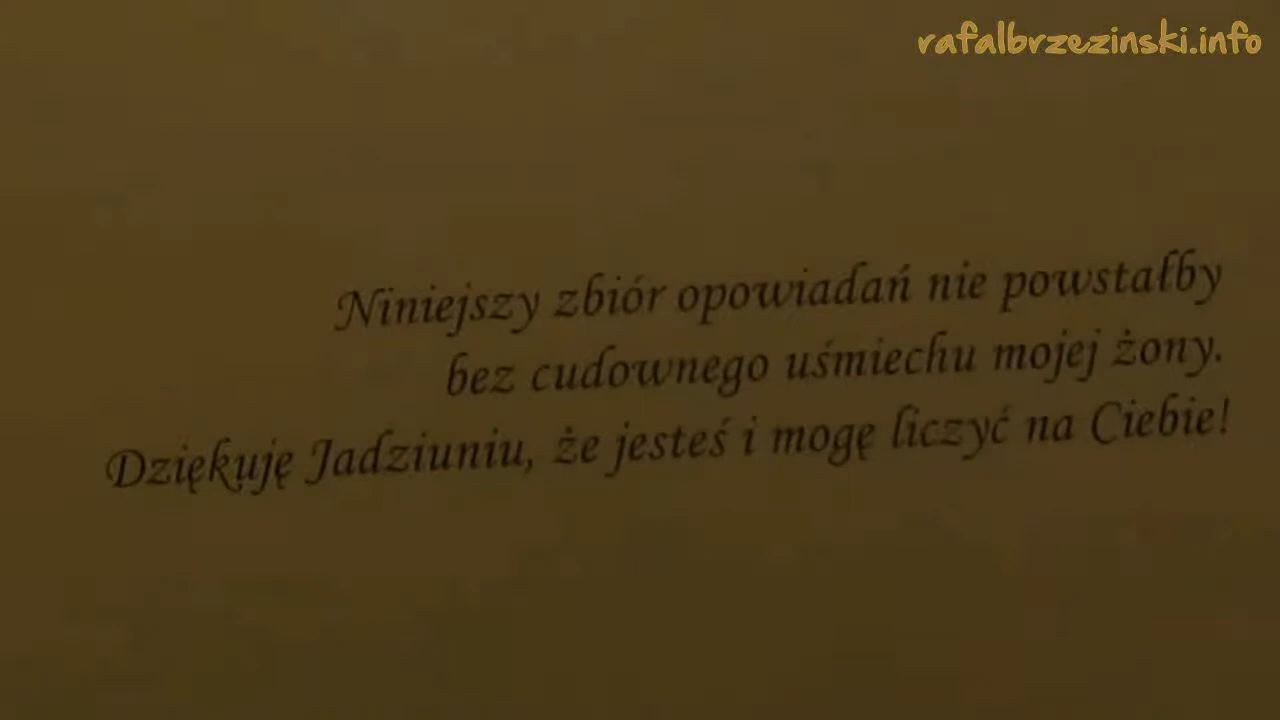 rafalbrzezinski.info
Niniejszy zbiór opowiadań nie powstałby
bez cudownego uśmiechu mojej żony.
Dziękuję Jadziuniu, że jesteś i mogę liczyć na Ciebie!